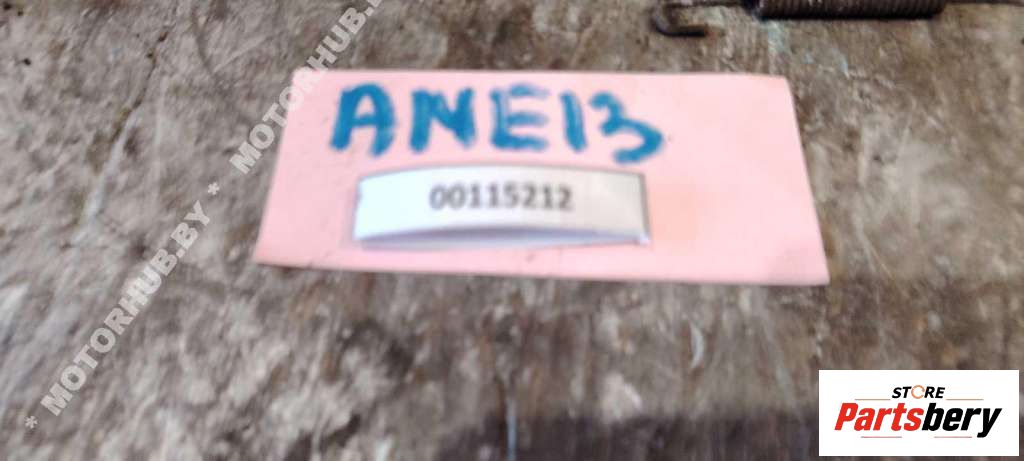 ANE13
00115212
* MOTORHUB.BY * MOTORHUB.BY
STORE
Partsbery